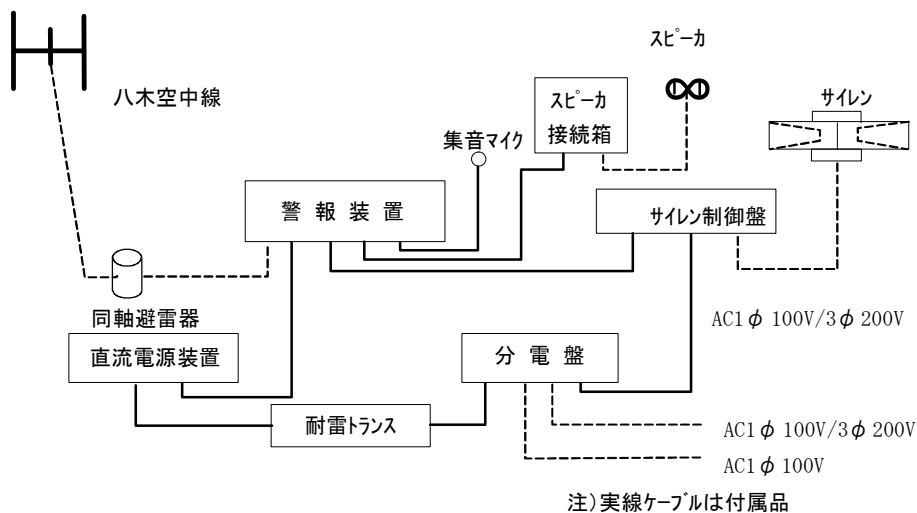 スピーカ
八木空中線
サイレン
スピーカ
接続箱
集音マイク
警 報 装 置
サイレン制御盤
同軸避雷器
AC1φ 100V/3φ 200V
直流電源装置
分 電 盤
耐雷トランス
AC1φ 100V/3φ 200V
AC1φ 100V
注)実線ケーブルは付属品